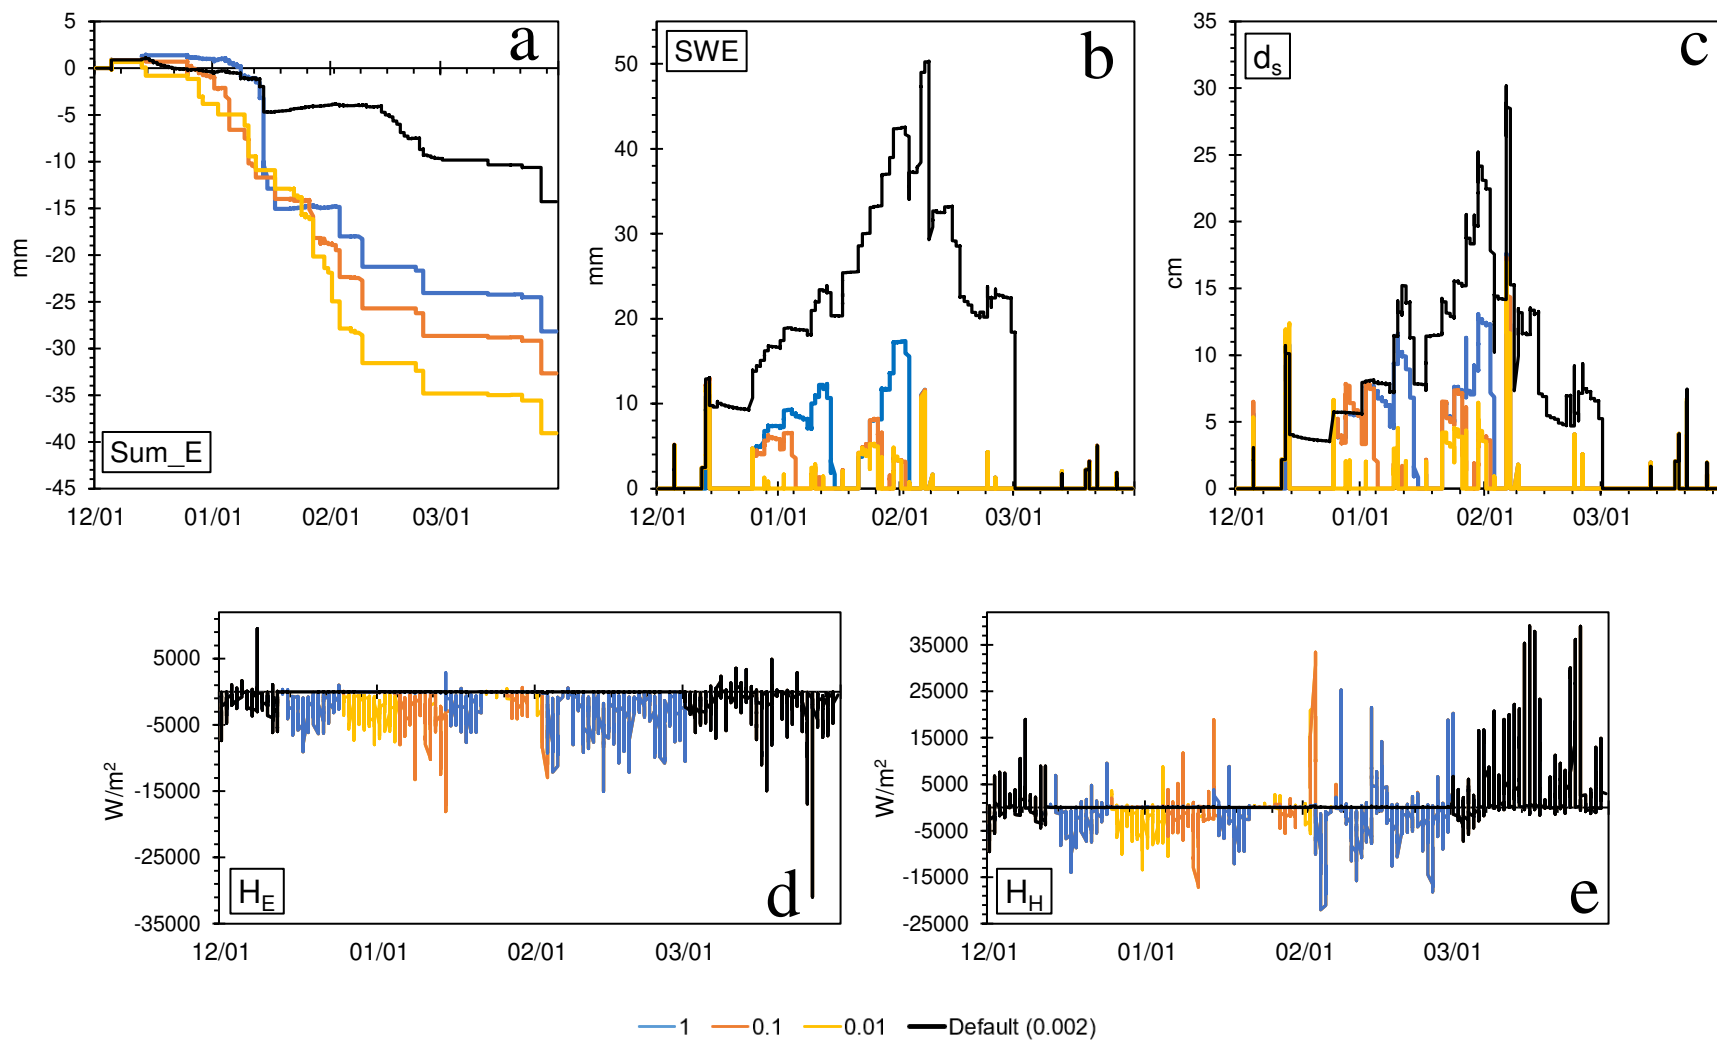 5
0
-5
-10
-15
-20
-25
-30
-35
-40
-45
mm
a
Sum_E
12/01 01/01 02/01 03/01
50
40
30
20
10
0
mm
SWE
b
12/01 01/01 02/01 03/01
35
30
25
20
15
10
5
0
cm
ds
c
12/01 01/01 02/01 03/01
5000
-5000
-15000
-25000
-35000
W/m2
HE
d
12/01 01/01 02/01 03/01
35000
25000
15000
5000
-5000
-15000
-25000
W/m2
HH
e
12/01 01/01 02/01 03/01
1 0.1 0.01 Default (0.002)